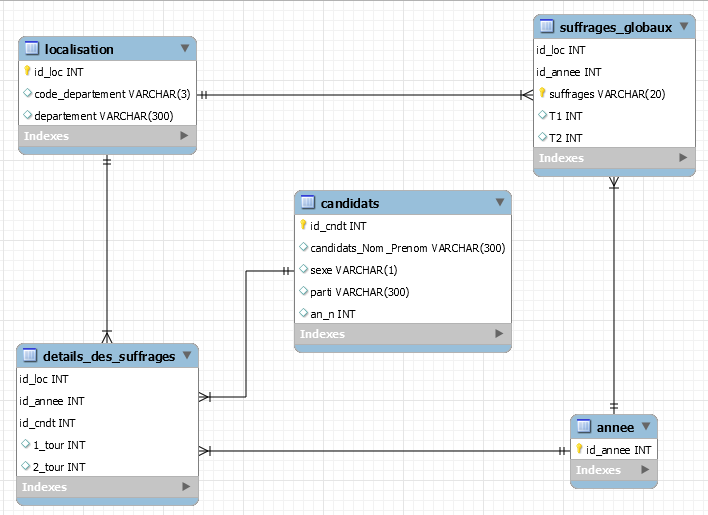 localisation
id_loc INT
code_departement VARCHAR(3)
departement VARCHAR(300)
Indexes
suffrages_globaux
id_loc INT
id_annee INT
suffrages VARCHAR(20)
T1 INT
T2 INT
Indexes
candidats
id_cndt INT
candidats_Nom_Prenom VARCHAR(300)
sexe VARCHAR(1)
parti VARCHAR(300)
an_n INT
Indexes
details_des_suffrages
id_loc INT
id_annee INT
id_cndt INT
1_tour INT
2_tour INT
Indexes
annee
id_annee INT
Indexes